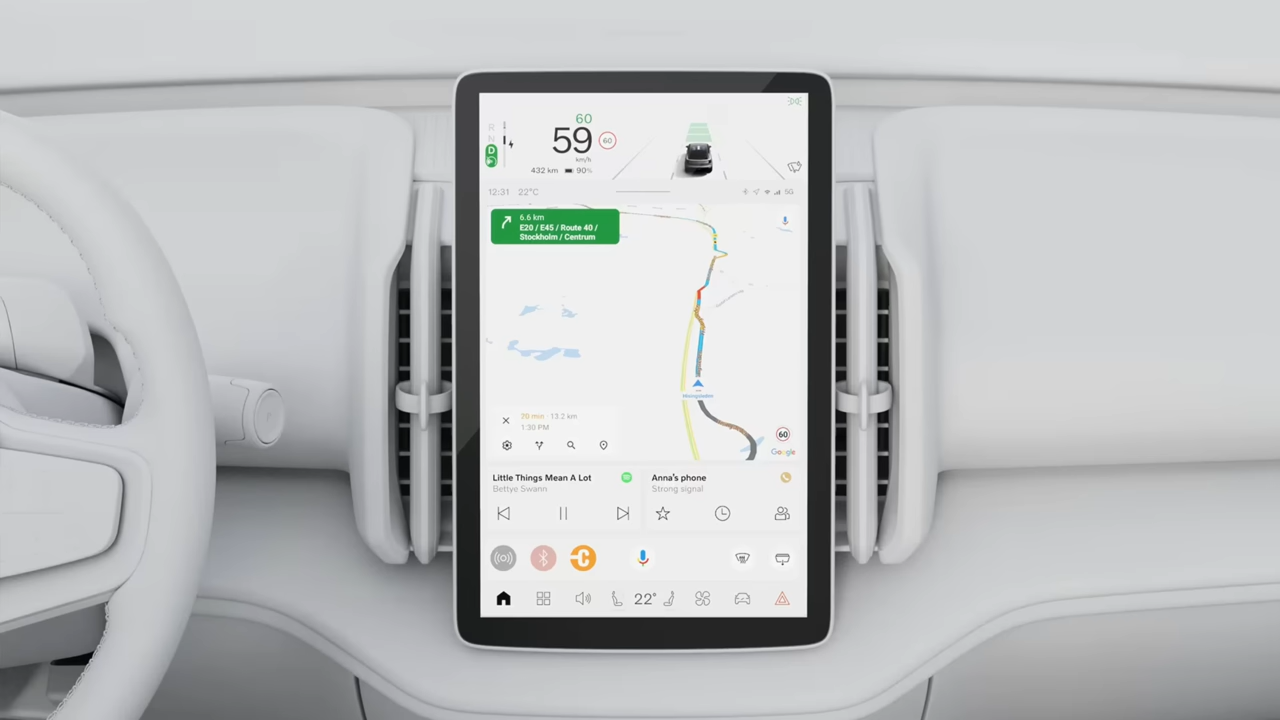 60
R
N
D
59
60
km/h
432 km 90%
12:31 22°C
5G
6.6 km
E20 / E45 / Route 40 /
Stockholm / Centrum
20 min · 13.2 km
1:30 PM
60
Google
Little Things Mean A Lot
Bettye Swann
Anna's phone
Strong signal
22°